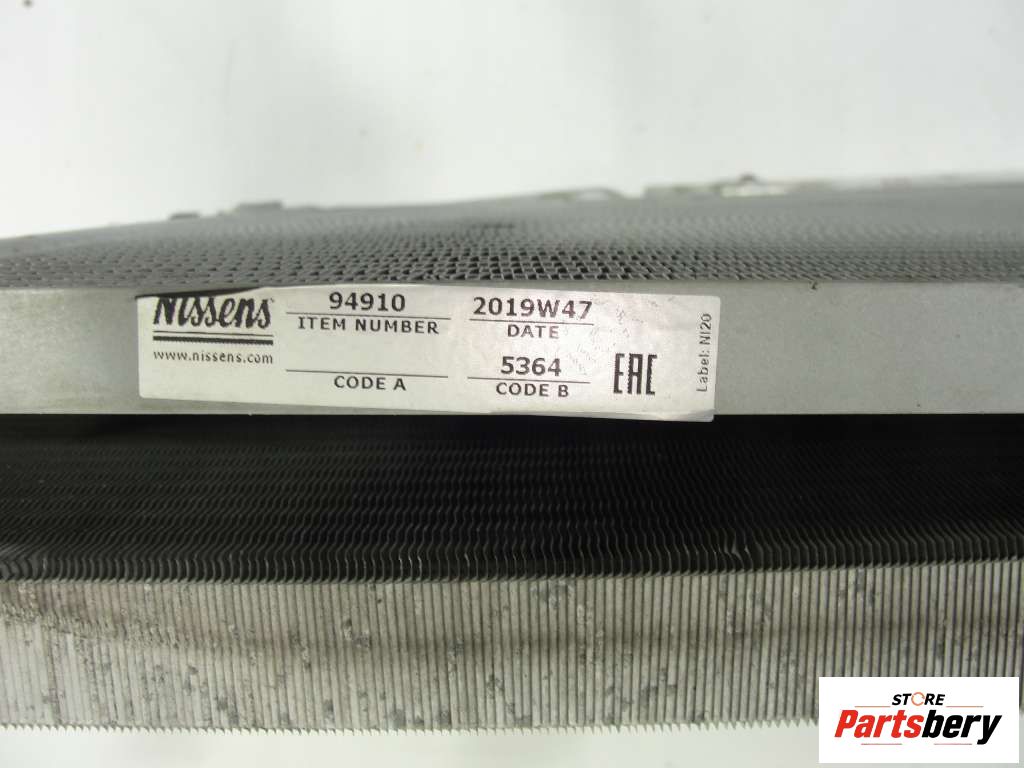 Nissens
www.nissens.com
94910
ITEM NUMBER
CODE A
2019W47
DATE
5364
CODE B
EAC
Label: NI20
STORE
Partsbery